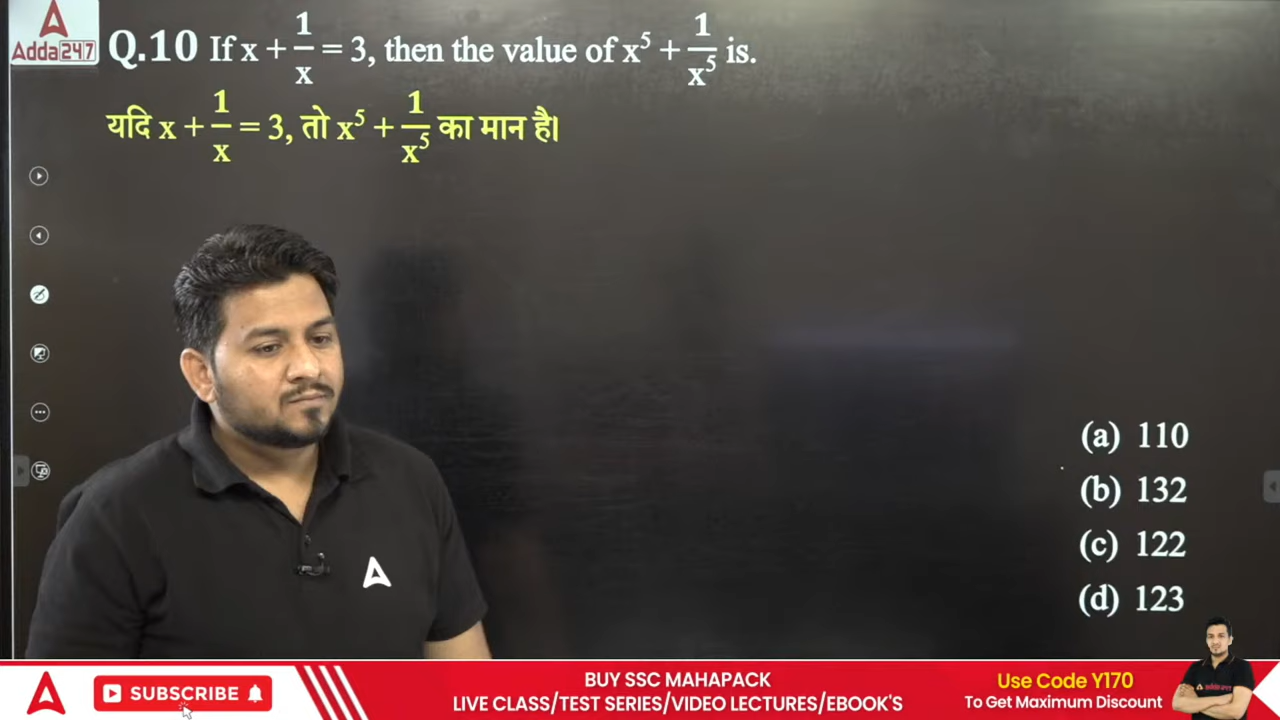 Adda247
Q.10 If x + 1/x = 3, then the value of x⁵ + 1/x⁵ is.
यदि x + 1/x = 3, तो x⁵ + 1/x⁵ का मान है।
(a) 110
(b) 132
(c) 122
(d) 123
SUBSCRIBE
BUY SSC MAHAPACK
LIVE CLASS/TEST SERIES/VIDEO LECTURES/EBOOK'S
Use Code Y170
To Get Maximum Discount